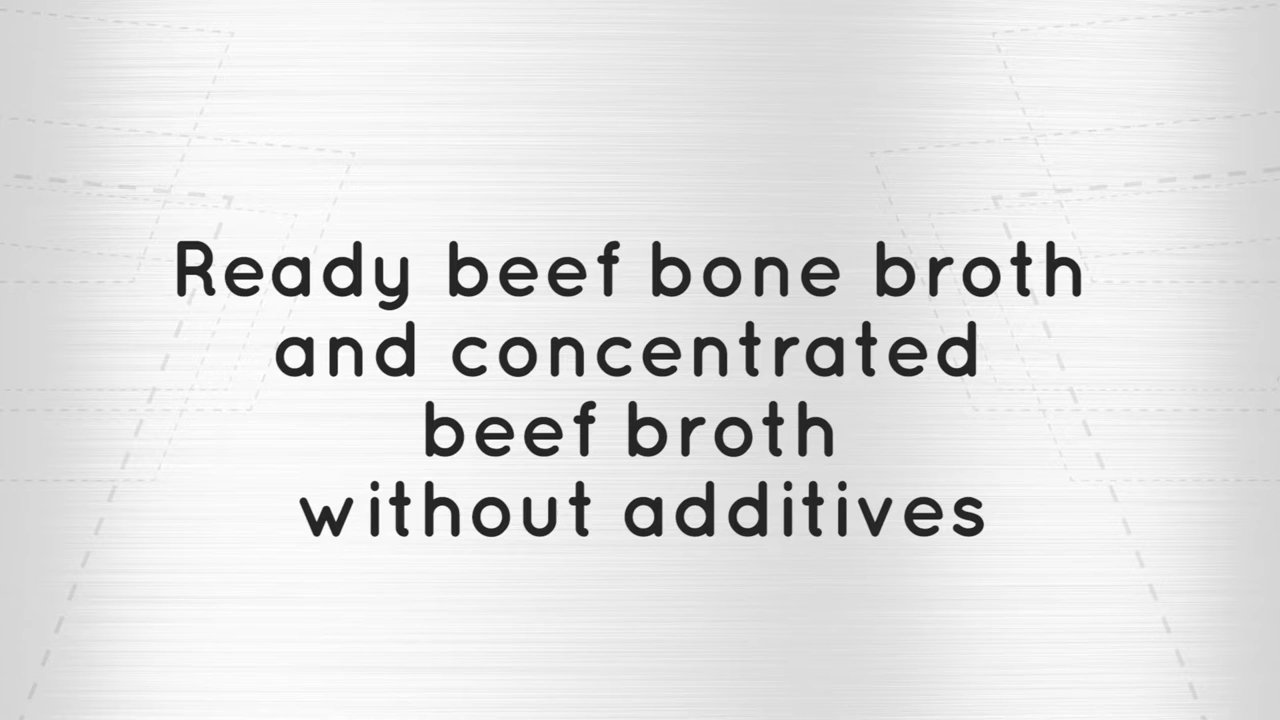 Ready beef bone broth
and concentrated
beef broth
without additives